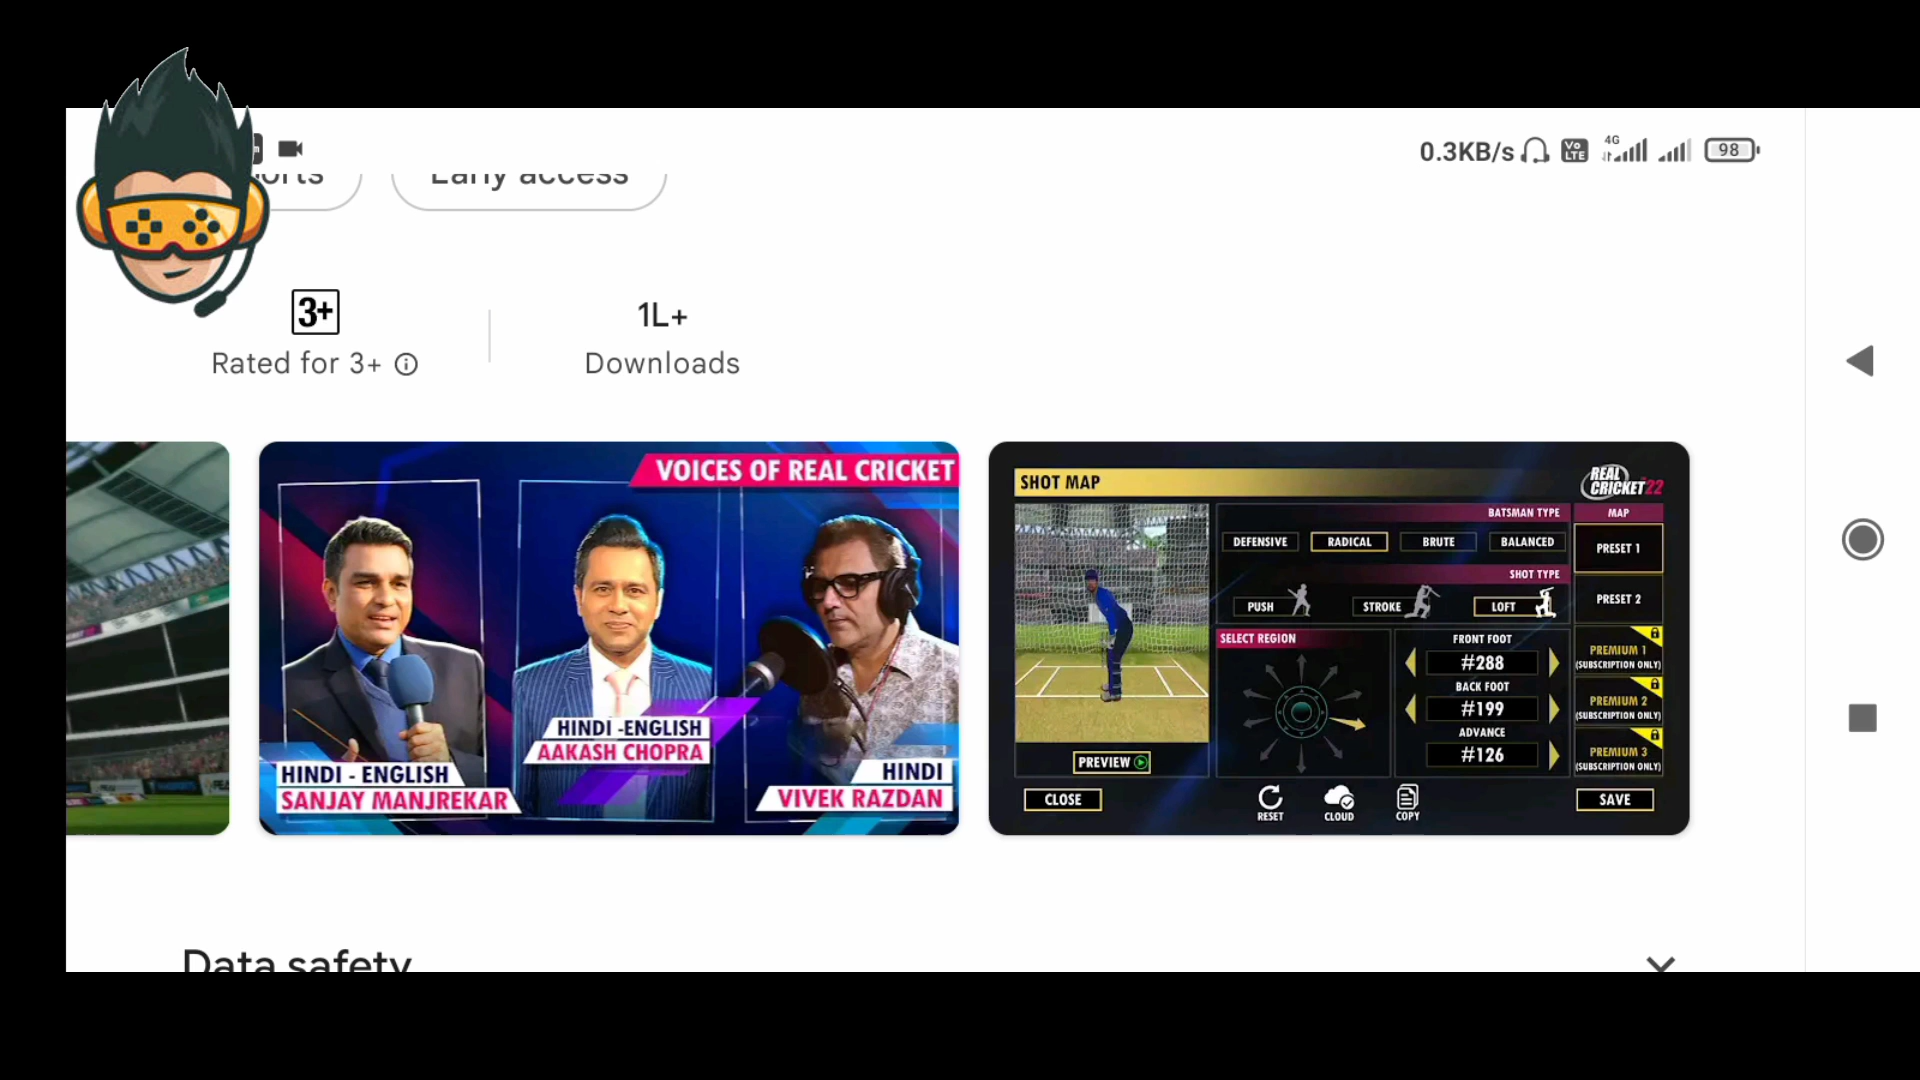 0.3KB/s
Vo
LTE
4G
98
Early access
3+
1L+
Rated for 3+
Downloads
VOICES OF REAL CRICKET
HINDI - ENGLISH
SANJAY MANJREKAR
HINDI -ENGLISH
AAKASH CHOPRA
HINDI
VIVEK RAZDAN
SHOT MAP
REAL
CRICKET 22
BATSMAN TYPE
MAP
DEFENSIVE
RADICAL
BRUTE
BALANCED
PRESET 1
SHOT TYPE
PUSH
STROKE
LOFT
PRESET 2
SELECT REGION
FRONT FOOT
#288
BACK FOOT
#199
ADVANCE
#126
PREMIUM 1
(SUBSCRIPTION ONLY)
PREMIUM 2
(SUBSCRIPTION ONLY)
PREMIUM 3
(SUBSCRIPTION ONLY)
PREVIEW
CLOSE
RESET
CLOUD
COPY
SAVE
Data safety